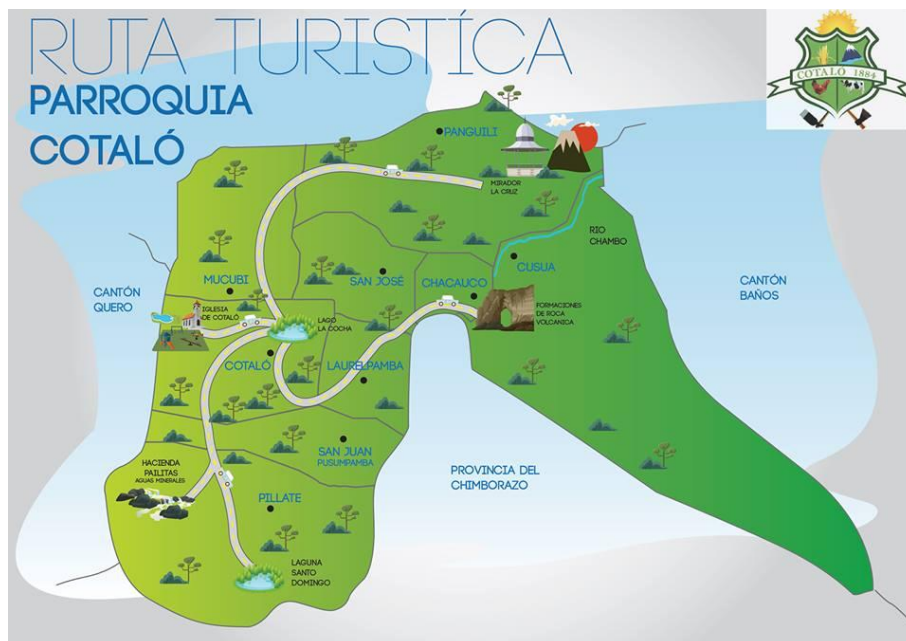 RUTA TURISTÍCA
PARROQUIA
COTALÓ
COTALÓ 1884
PANGUILI
MIRADOR
LA CRUZ
RIO
CHAMBO
CUSUA
CANTÓN
BAÑOS
SAN JOSÉ
CHACAUCO
MUCUBI
CANTÓN
QUERO
IGLESIA
DE COTALÓ
LAGO
LA COCHA
FORMACIONES
DE ROCA
VOLCANICA
COTALÓ
LAURELPAMBA
SAN JUAN
PUSUMPAMBA
HACIENDA
PAILITAS
AGUAS MINERALES
PROVINCIA DEL
CHIMBORAZO
PILLATE
LAGUNA
SANTO
DOMINGO